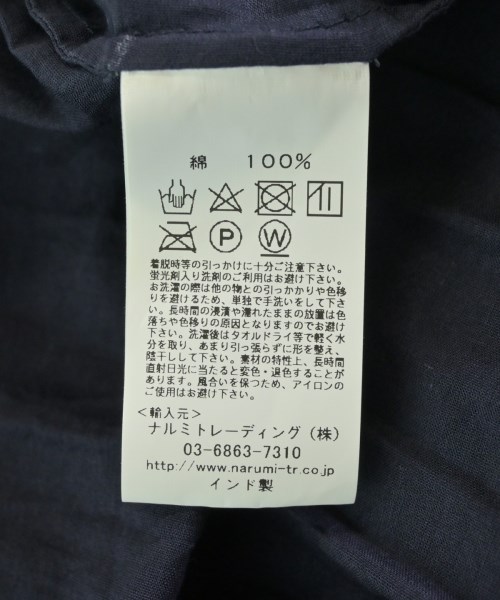 綿 100%
P W
着脱時等の引っかけに十分ご注意下さい。
蛍光剤入り洗剤のご利用はお避け下さい。
お洗濯の際は他の物との引っかかりや色移
りを避けるため、単独で手洗いをして下さ
い。長時間の浸漬や濡れたままの放置は色
落ちや色移りの原因となりますのでお避け
下さい。洗濯後はタオルドライ等で軽く水
分を取り、あまり引っ張らずに形を整え、
陰干しして下さい。素材の特性上、長時間
直射日光に当たると変色・退色することが
あります。風合いを保つため、アイロンの
ご使用はお避け下さい。
＜輸入元＞
ナルミトレーディング（株）
03-6863-7310
http://www.narumi-tr.co.jp
インド製